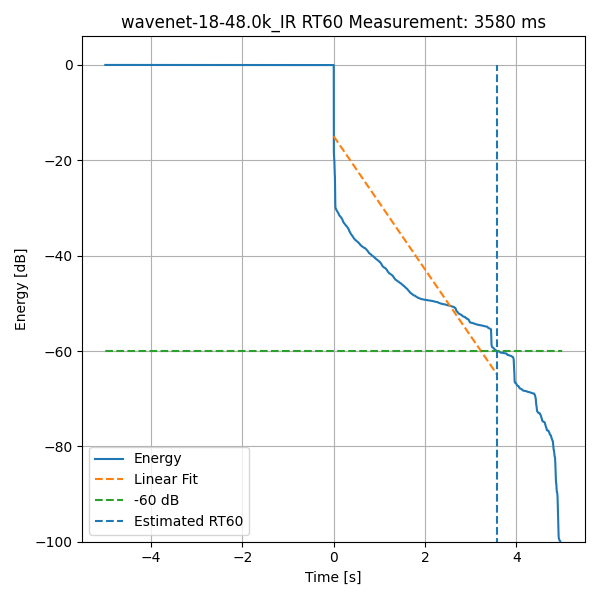 wavenet-18-48.0k_IR RT60 Measurement: 3580 ms
Energy [dB]
0
−20
−40
−60
−80
−100
Energy
Linear Fit
-60 dB
Estimated RT60
−4
−2
0
2
4
Time [s]